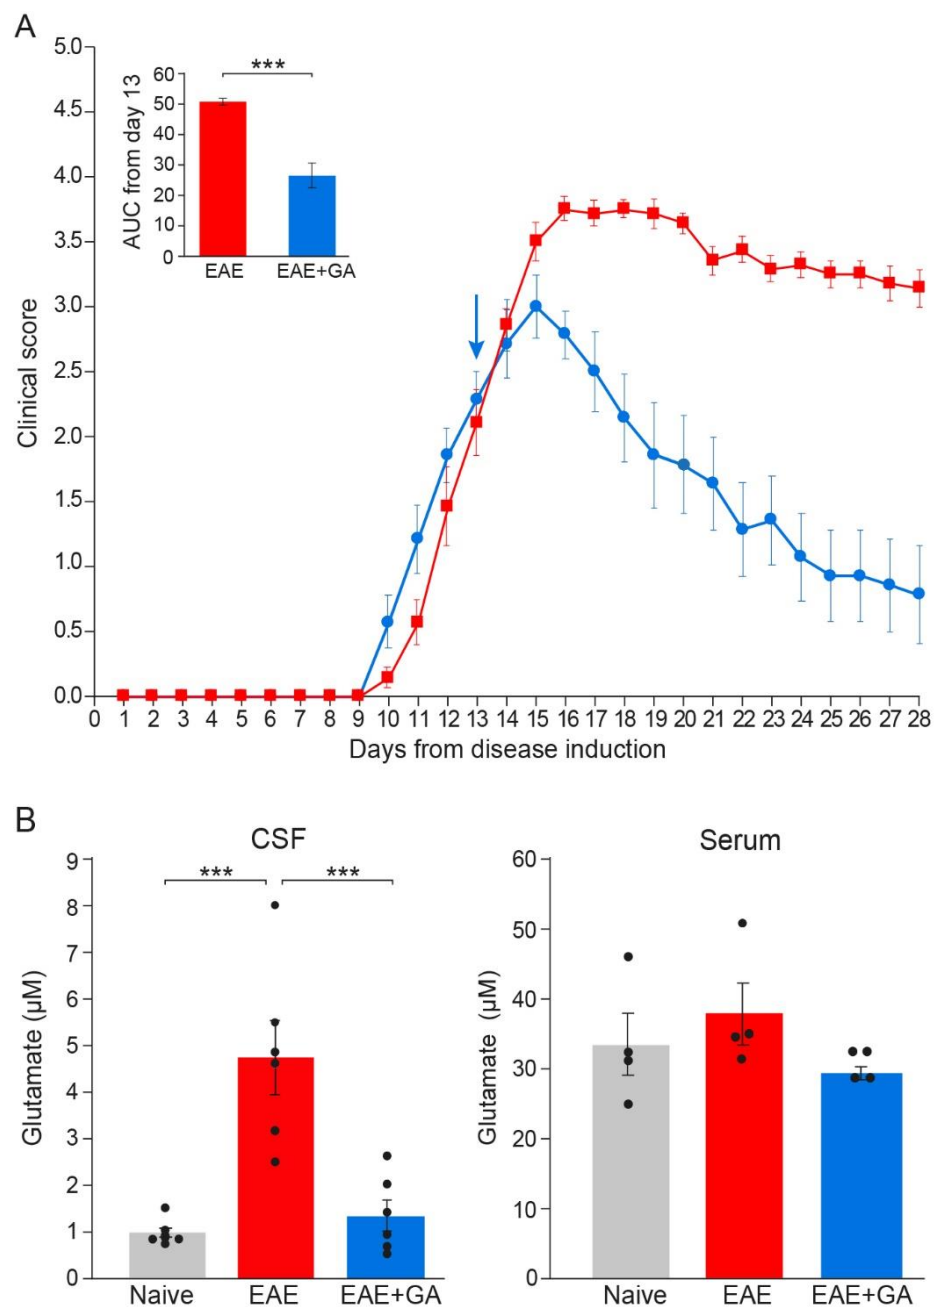 A
5.0
4.5
4.0
3.5
3.0
2.5
2.0
1.5
1.0
0.5
0.0
Clinical score
0 1 2 3 4 5 6 7 8 9 10 11 12 13 14 15 16 17 18 19 20 21 22 23 24 25 26 27 28
Days from disease induction
***
60
50
40
30
20
10
0
AUC from day 13
EAE EAE+GA
B
CSF
*** ***
9
8
7
6
5
4
3
2
1
0
Glutamate (µM)
Naive EAE EAE+GA
Serum
60
50
40
30
20
10
0
Glutamate (µM)
Naive EAE EAE+GA